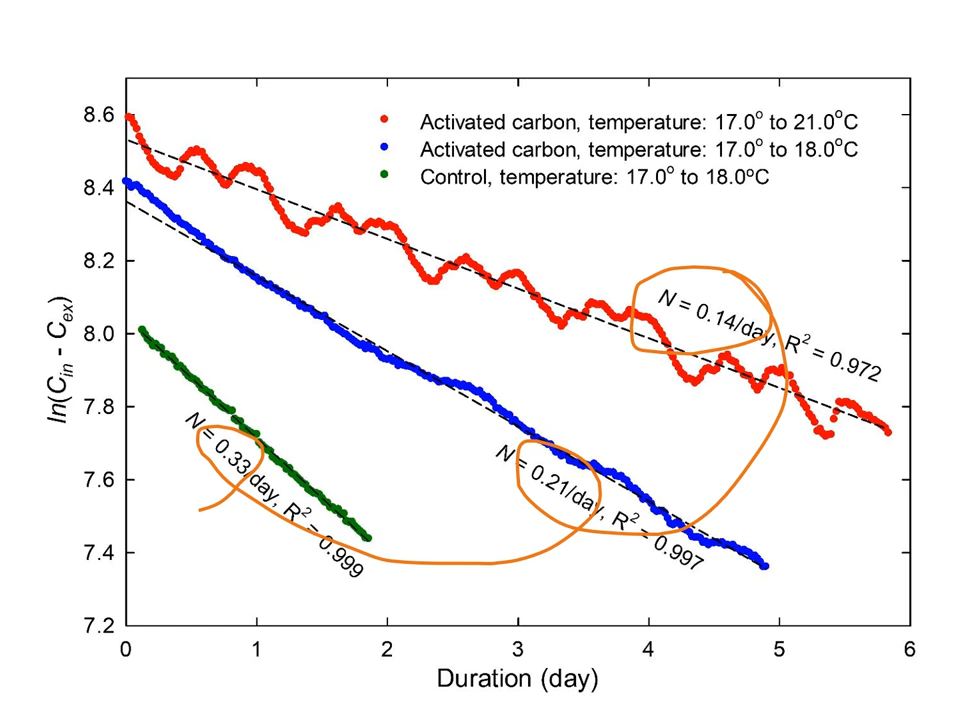 8.6
8.4
8.2
8.0
7.8
7.6
7.4
7.2
ln(Cin - Cex)
Activated carbon, temperature: 17.0° to 21.0°C
Activated carbon, temperature: 17.0° to 18.0°C
Control, temperature: 17.0° to 18.0ºC
N = 0.14/day, R² = 0.972
N = 0.21/day, R² = 0.997
N = 0.33/day, R² = 0.999
0 1 2 3 4 5 6
Duration (day)